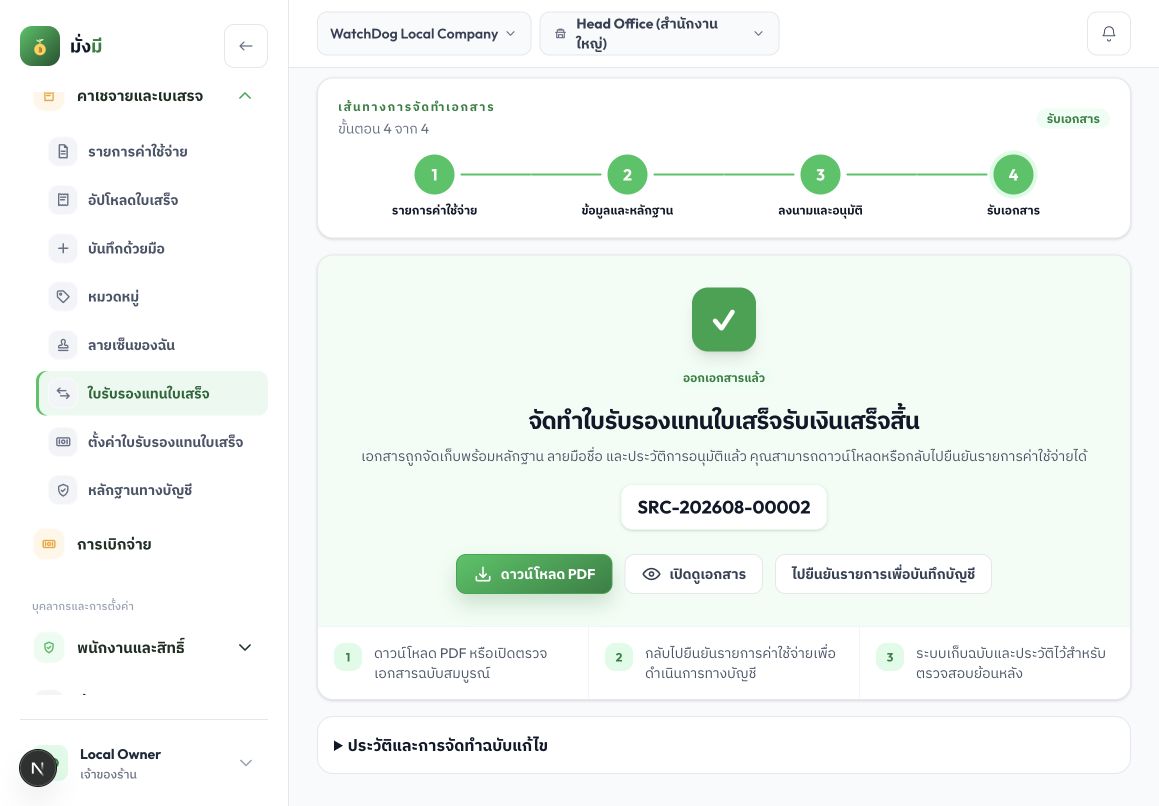 มั่งมี
ค่าใช้จ่ายและใบเสร็จ
รายการค่าใช้จ่าย
อัปโหลดใบเสร็จ
บันทึกด้วยมือ
หมวดหมู่
ลายเซ็นของฉัน
ใบรับรองแทนใบเสร็จ
ตั้งค่าใบรับรองแทนใบเสร็จ
หลักฐานทางบัญชี
การเบิกจ่าย
บุคลากรและการตั้งค่า
พนักงานและสิทธิ์
N
Local Owner
เจ้าของร้าน
WatchDog Local Company
Head Office (สำนักงาน
ใหญ่)
เส้นทางการจัดทำเอกสาร
ขั้นตอน 4 จาก 4
รับเอกสาร
1
2
3
4
รายการค่าใช้จ่าย
ข้อมูลและหลักฐาน
ลงนามและอนุมัติ
รับเอกสาร
ออกเอกสารแล้ว
จัดทำใบรับรองแทนใบเสร็จรับเงินเสร็จสิ้น
เอกสารถูกจัดเก็บพร้อมหลักฐาน ลายมือชื่อ และประวัติการอนุมัติแล้ว คุณสามารถดาวน์โหลดหรือกลับไปยืนยันรายการค่าใช้จ่ายได้
SRC-202608-00002
ดาวน์โหลด PDF
เปิดดูเอกสาร
ไปยืนยันรายการเพื่อบันทึกบัญชี
1
ดาวน์โหลด PDF หรือเปิดตรวจ
เอกสารฉบับสมบูรณ์
2
กลับไปยืนยันรายการค่าใช้จ่ายเพื่อ
ดำเนินการทางบัญชี
3
ระบบเก็บฉบับและประวัติไว้สำหรับ
ตรวจสอบย้อนหลัง
ประวัติและการจัดทำฉบับแก้ไข